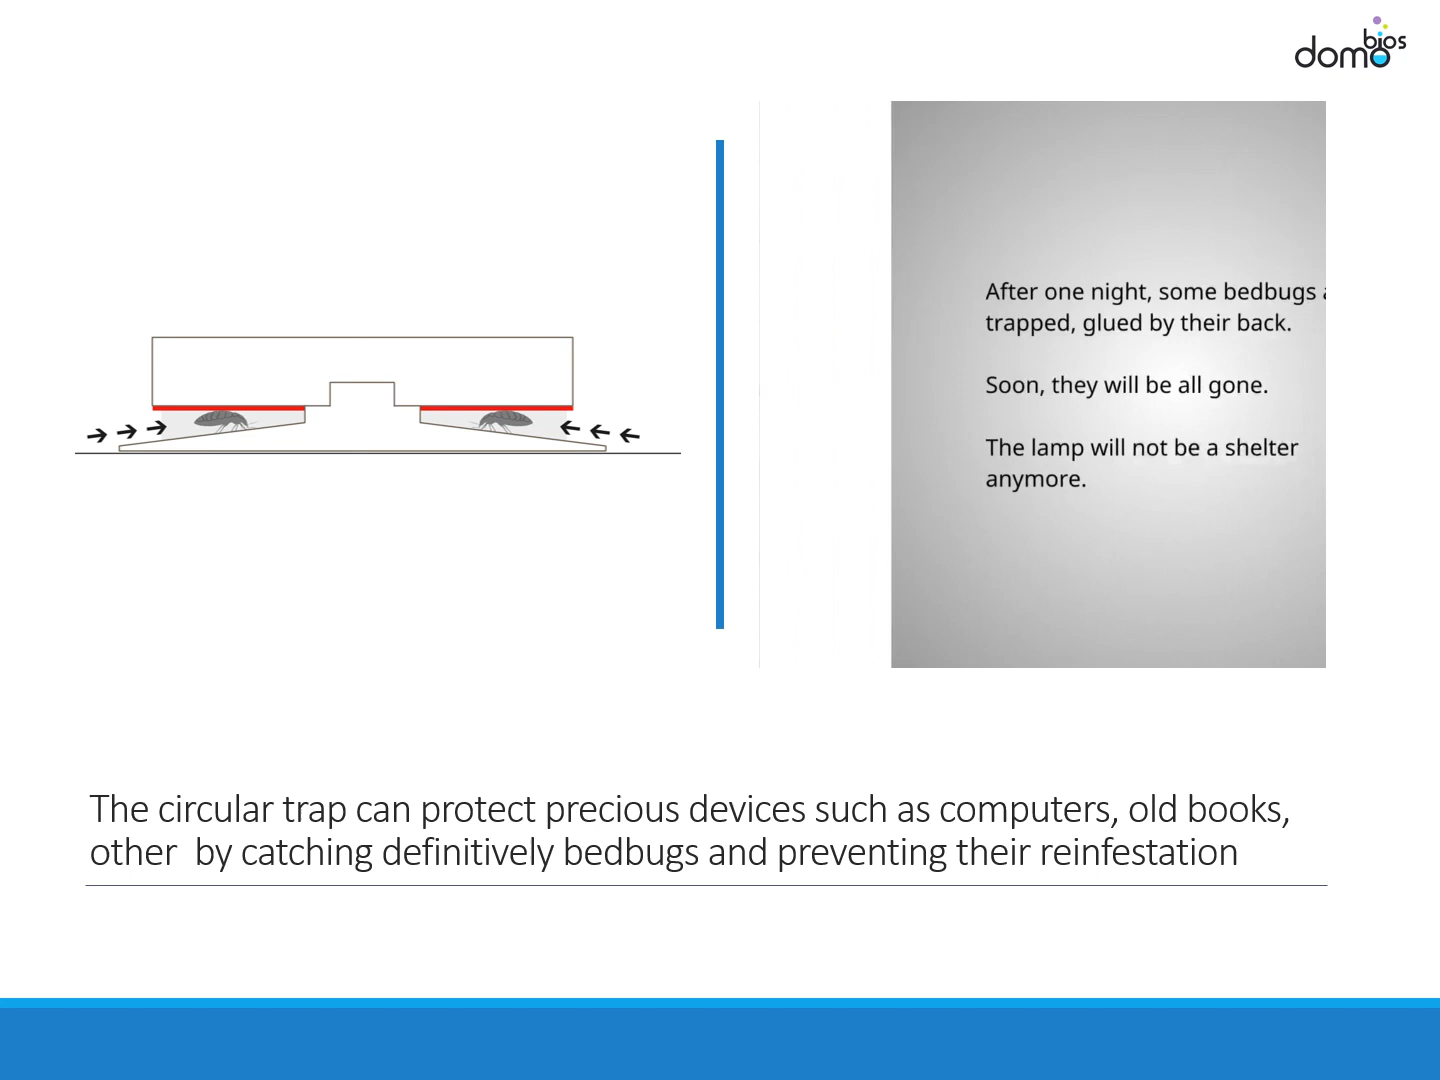 domobios
After one night, some bedbugs
trapped, glued by their back.
Soon, they will be all gone.
The lamp will not be a shelter
anymore.
The circular trap can protect precious devices such as computers, old books,
other  by catching definitively bedbugs and preventing their reinfestation